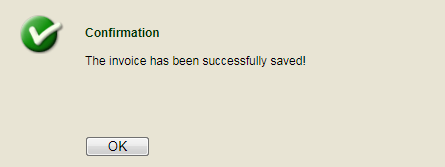 Confirmation
The invoice has been successfully saved!
OK